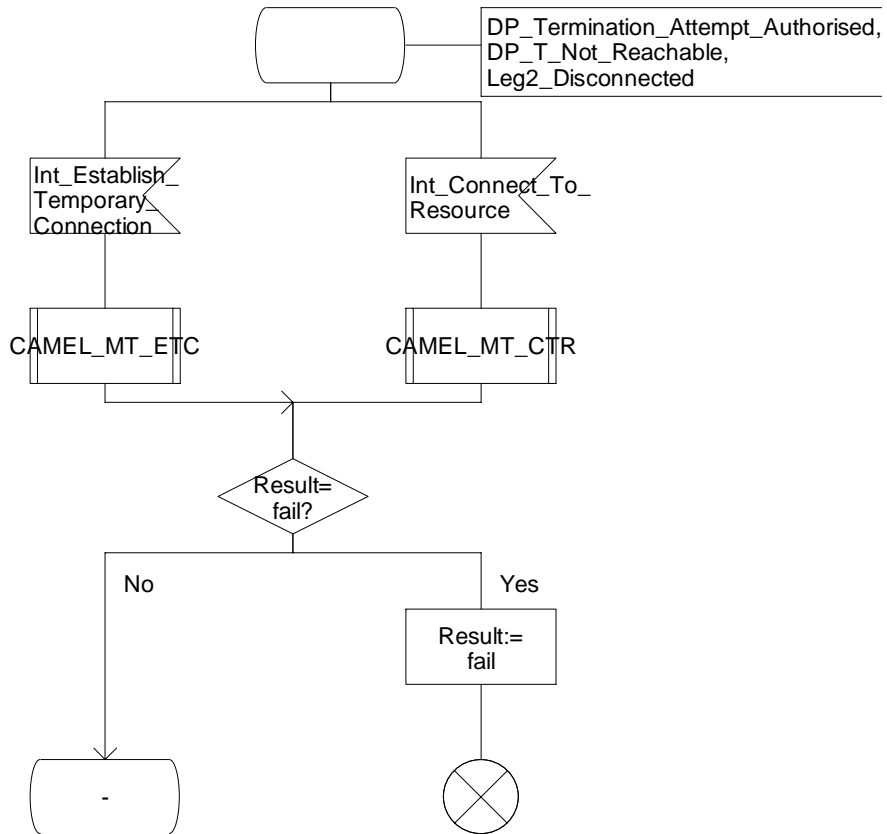 DP_Termination_Attempt_Authorised,
DP_T_Not_Reachable,
Leg2_Disconnected
Int_Establish_
Temporary_
Connection
Int_Connect_To_
Resource
CAMEL_MT_ETC
CAMEL_MT_CTR
Result=
fail?
No
Yes
Result:=
fail
-